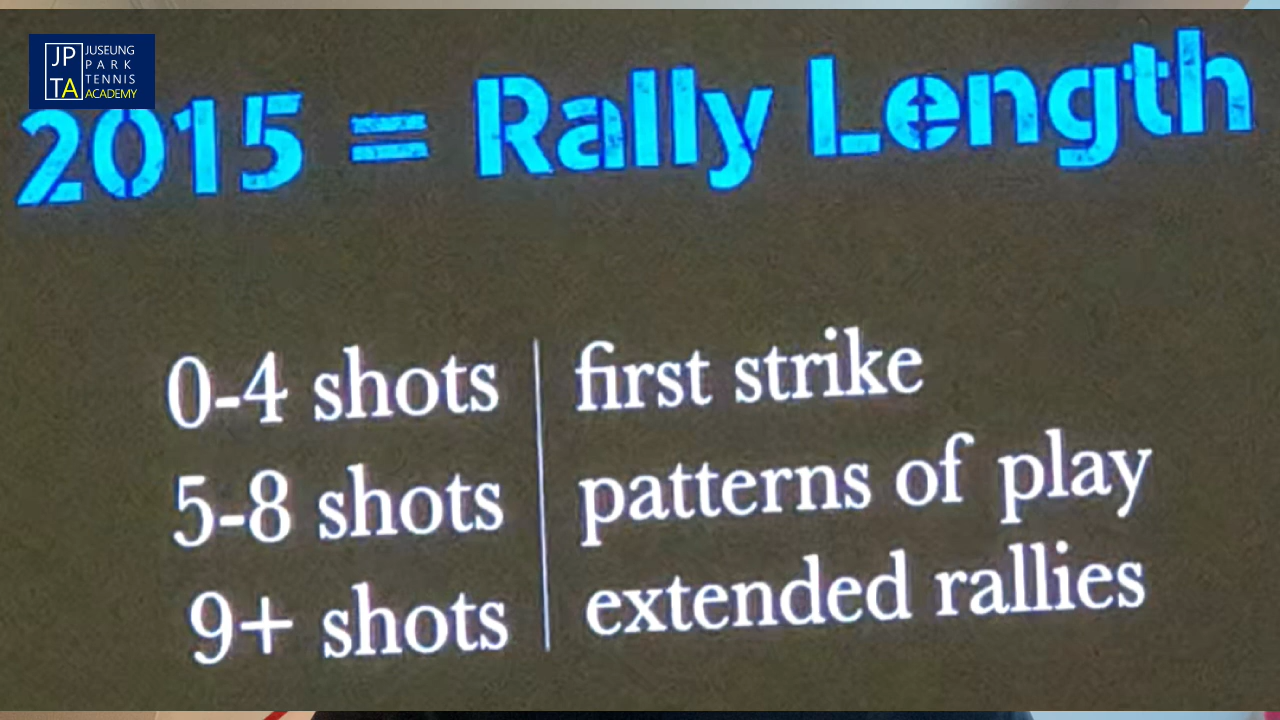 JP
TA
JUSEUNG
PARK
TENNIS
ACADEMY
2015 = Rally Length
0-4 shots | first strike
5-8 shots | patterns of play
9+ shots | extended rallies